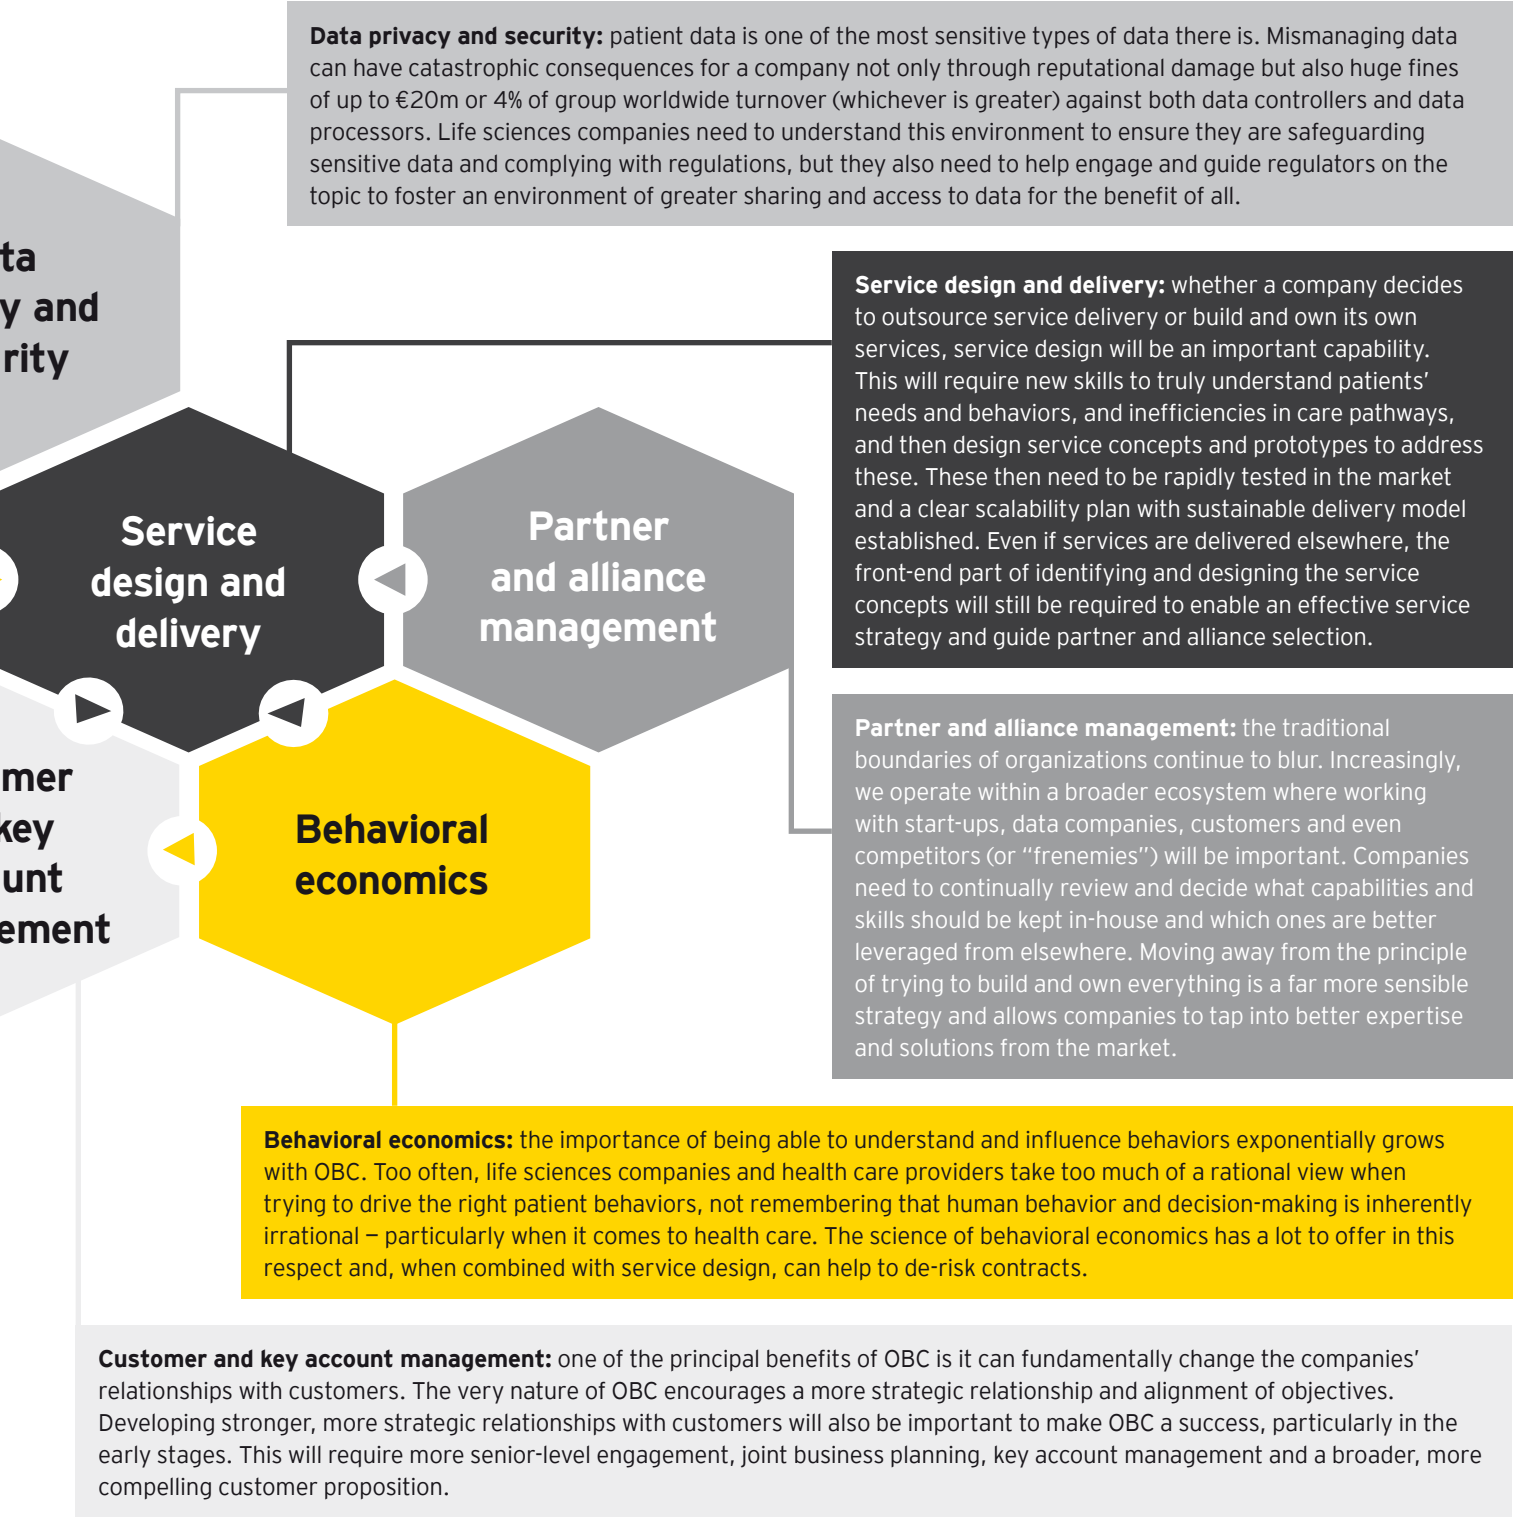 Data privacy and security: patient data is one of the most sensitive types of data there is. Mismanaging data
can have catastrophic consequences for a company not only through reputational damage but also huge fines
of up to €20m or 4% of group worldwide turnover (whichever is greater) against both data controllers and data
processors. Life sciences companies need to understand this environment to ensure they are safeguarding
sensitive data and complying with regulations, but they also need to help engage and guide regulators on the
topic to foster an environment of greater sharing and access to data for the benefit of all.
ta
y and
rity
Service design and delivery: whether a company decides
to outsource service delivery or build and own its own
services, service design will be an important capability.
This will require new skills to truly understand patients’
needs and behaviors, and inefficiencies in care pathways,
and then design service concepts and prototypes to address
these. These then need to be rapidly tested in the market
and a clear scalability plan with sustainable delivery model
established. Even if services are delivered elsewhere, the
front-end part of identifying and designing the service
concepts will still be required to enable an effective service
strategy and guide partner and alliance selection.
Service
design and
delivery
Partner
and alliance
management
Partner and alliance management: the traditional
boundaries of organizations continue to blur. Increasingly,
we operate within a broader ecosystem where working
with start-ups, data companies, customers and even
competitors (or “frenemies”) will be important. Companies
need to continually review and decide what capabilities and
skills should be kept in-house and which ones are better
leveraged from elsewhere. Moving away from the principle
of trying to build and own everything is a far more sensible
strategy and allows companies to tap into better expertise
and solutions from the market.
mer
key
unt
ement
Behavioral
economics
Behavioral economics: the importance of being able to understand and influence behaviors exponentially grows
with OBC. Too often, life sciences companies and health care providers take too much of a rational view when
trying to drive the right patient behaviors, not remembering that human behavior and decision-making is inherently
irrational — particularly when it comes to health care. The science of behavioral economics has a lot to offer in this
respect and, when combined with service design, can help to de-risk contracts.
Customer and key account management: one of the principal benefits of OBC is it can fundamentally change the companies’
relationships with customers. The very nature of OBC encourages a more strategic relationship and alignment of objectives.
Developing stronger, more strategic relationships with customers will also be important to make OBC a success, particularly in the
early stages. This will require more senior-level engagement, joint business planning, key account management and a broader, more
compelling customer proposition.